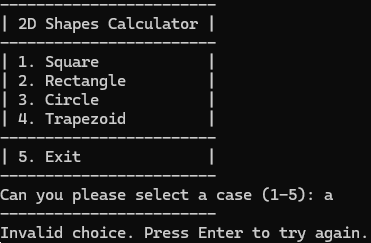 ------------------------
| 2D Shapes Calculator |
------------------------
| 1. Square            |
| 2. Rectangle         |
| 3. Circle            |
| 4. Trapezoid         |
------------------------
| 5. Exit              |
------------------------
Can you please select a case (1-5): a
------------------------
Invalid choice. Press Enter to try again.